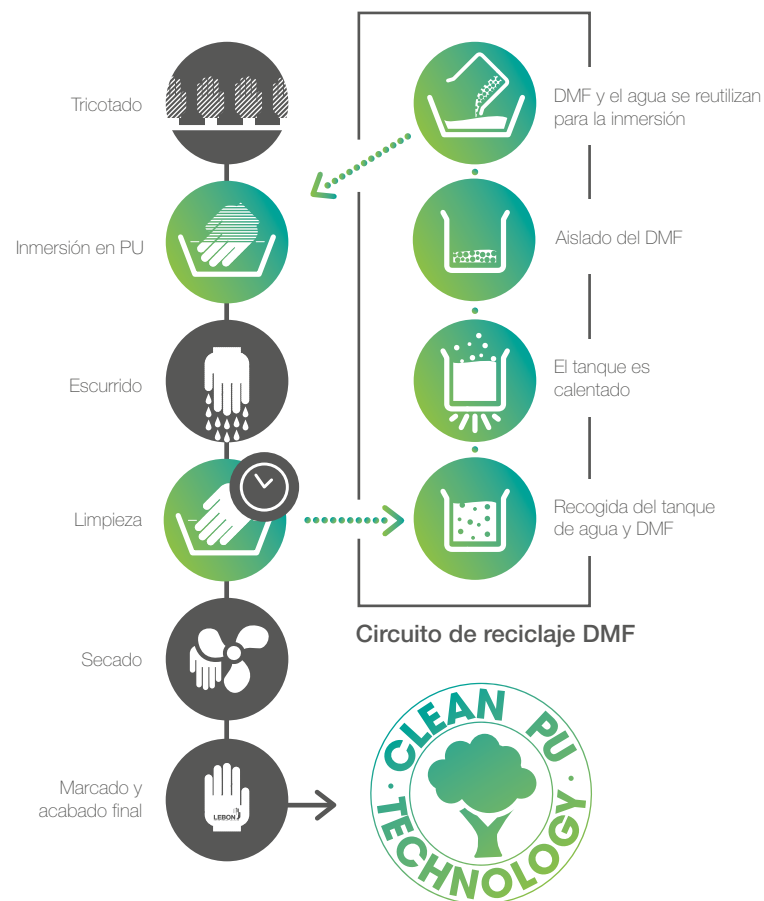 Tricotado
Inmersión en PU
Escurrido
Limpieza
Secado
Marcado y
acabado final
LEBON
DMF y el agua se reutilizan
para la inmersión
Aislado del DMF
El tanque es
calentado
Recogida del tanque
de agua y DMF
Circuito de reciclaje DMF
· CLEAN PU ·
TECHNOLOGY